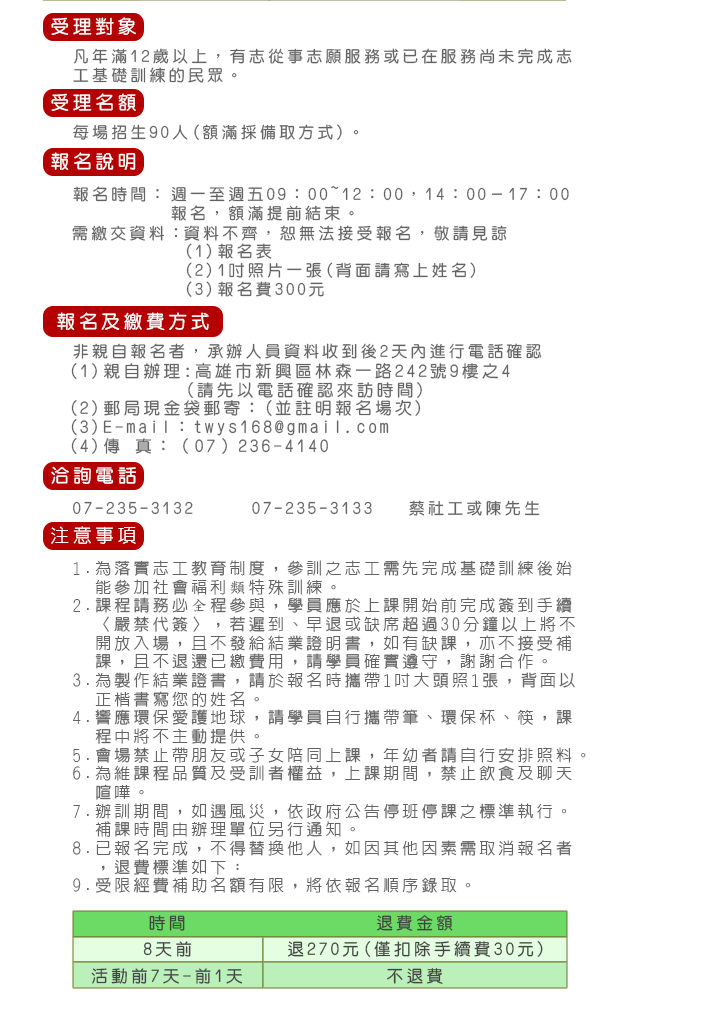 受理對象
凡年滿12歲以上，有志從事志願服務或已在服務尚未完成志
工基礎訓練的民眾。
受理名額
每場招生90人(額滿採備取方式)。
報名說明
報名時間：週一至週五09：00~12：00，14：00－17：00
報名，額滿提前結束。
需繳交資料：資料不齊，恕無法接受報名，敬請見諒
(1)報名表
(2)1吋照片一張(背面請寫上姓名)
(3)報名費300元
報名及繳費方式
非親自報名者，承辦人員資料收到後2天內進行電話確認
(1)親自辦理:高雄市新興區林森一路242號9樓之4
(請先以電話確認來訪時間)
(2)郵局現金袋郵寄：(並註明報名場次)
(3)E-mail：twys168@gmail.com
(4)傳 真：（07）236-4140
洽詢電話
07-235-3132 07-235-3133 蔡社工或陳先生
注意事項
1.為落實志工教育制度，參訓之志工需先完成基礎訓練後始
能參加社會福利類特殊訓練。
2.課程請務必全程參與，學員應於上課開始前完成簽到手續
〈嚴禁代簽〉，若遲到、早退或缺席超過30分鐘以上將不
開放入場，且不發給結業證明書，如有缺課，亦不接受補
課，且不退還已繳費用，請學員確實遵守，謝謝合作。
3.為製作結業證書，請於報名時攜帶1吋大頭照1張，背面以
正楷書寫您的姓名。
4.響應環保愛護地球，請學員自行攜帶筆、環保杯、筷，課
程中將不主動提供。
5.會場禁止帶朋友或子女陪同上課，年幼者請自行安排照料。
6.為維課程品質及受訓者權益，上課期間，禁止飲食及聊天
喧嘩。
7.辦訓期間，如遇風災，依政府公告停班停課之標準執行。
補課時間由辦理單位另行通知。
8.已報名完成，不得替換他人，如因其他因素需取消報名者
，退費標準如下：
9.受限經費補助名額有限，將依報名順序錄取。
時間 退費金額
8天前 退270元(僅扣除手續費30元)
活動前7天-前1天 不退費